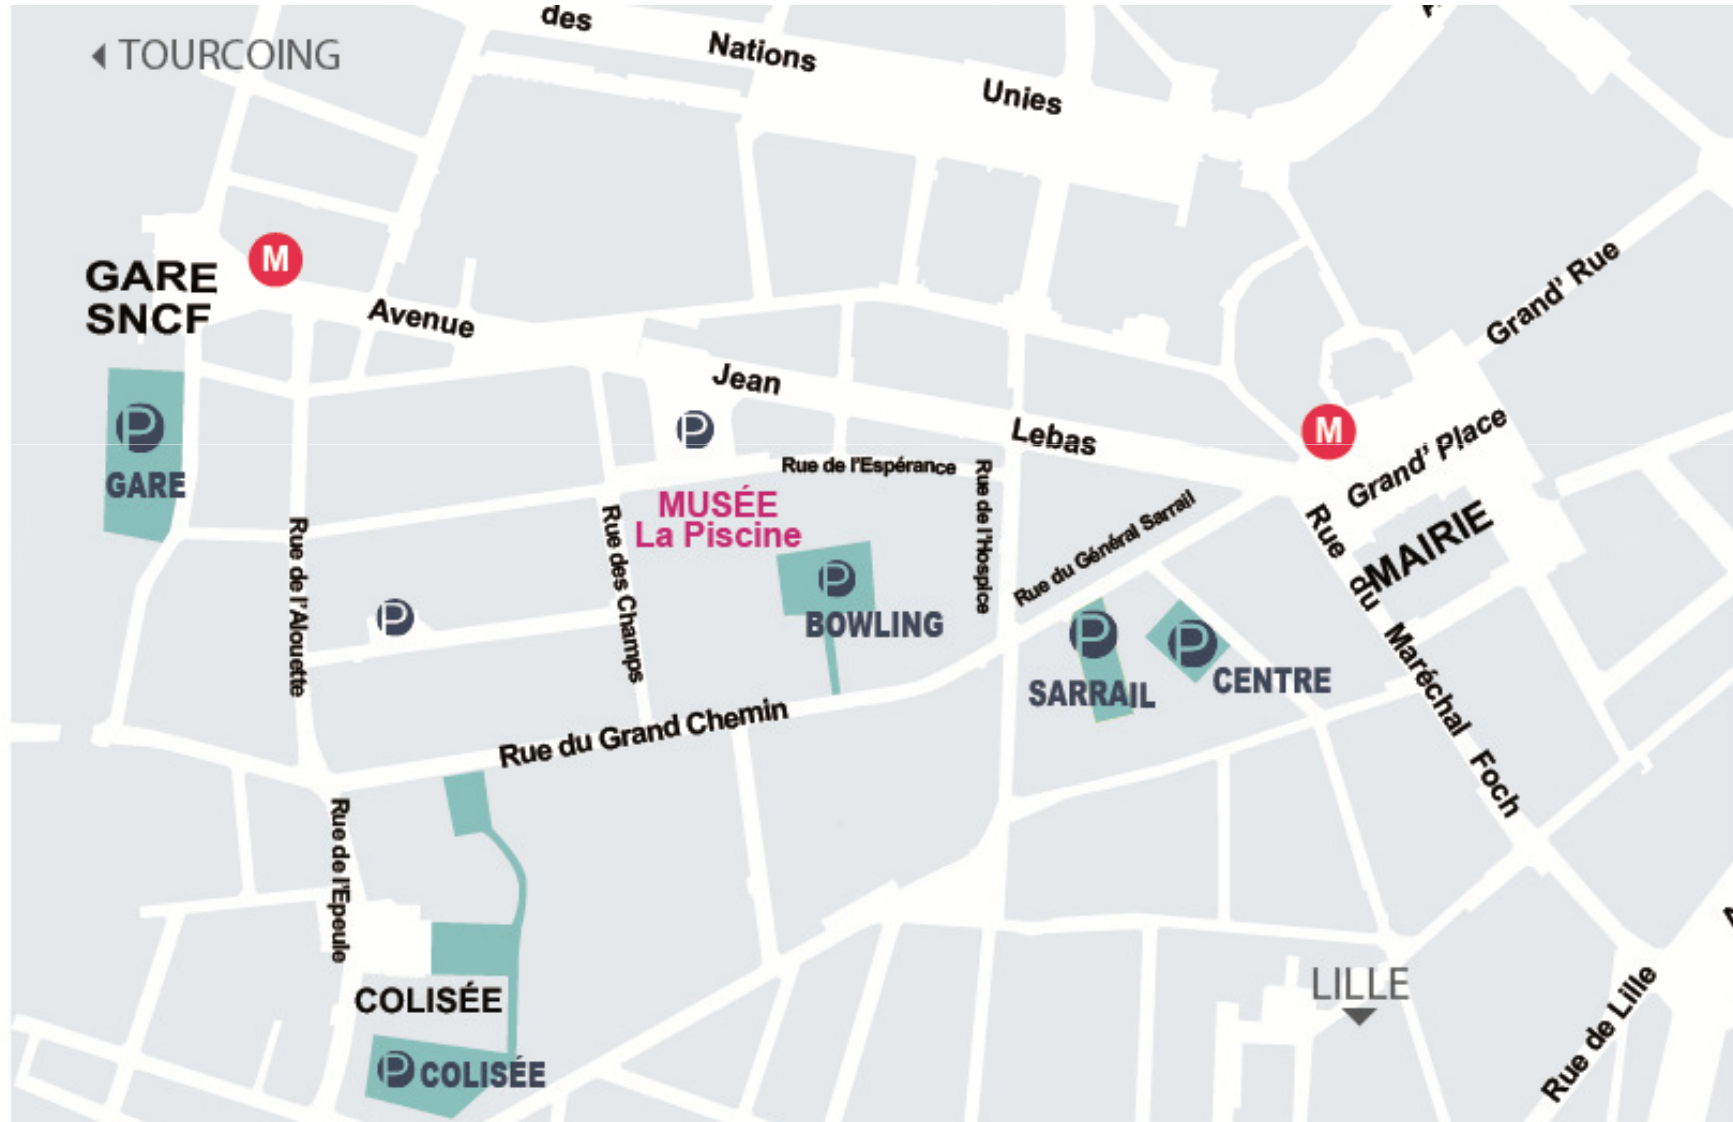 des Nations Unies
TOURCOING
M
GARE
SNCF
Avenue Jean Lebas
Grand' Rue
P
GARE
P
M
Grand' Place
Rue de l'Espérance
MUSÉE
La Piscine
Rue de l'Hospice
Rue du Général Sarrail
MAIRIE
Rue du Maréchal Foch
Rue de l'Alouette
Rue des Champs
P
P
BOWLING
P
SARRAIL
P
CENTRE
Rue du Grand Chemin
Rue de l'Epeule
COLISÉE
P COLISÉE
LILLE
Rue de Lille